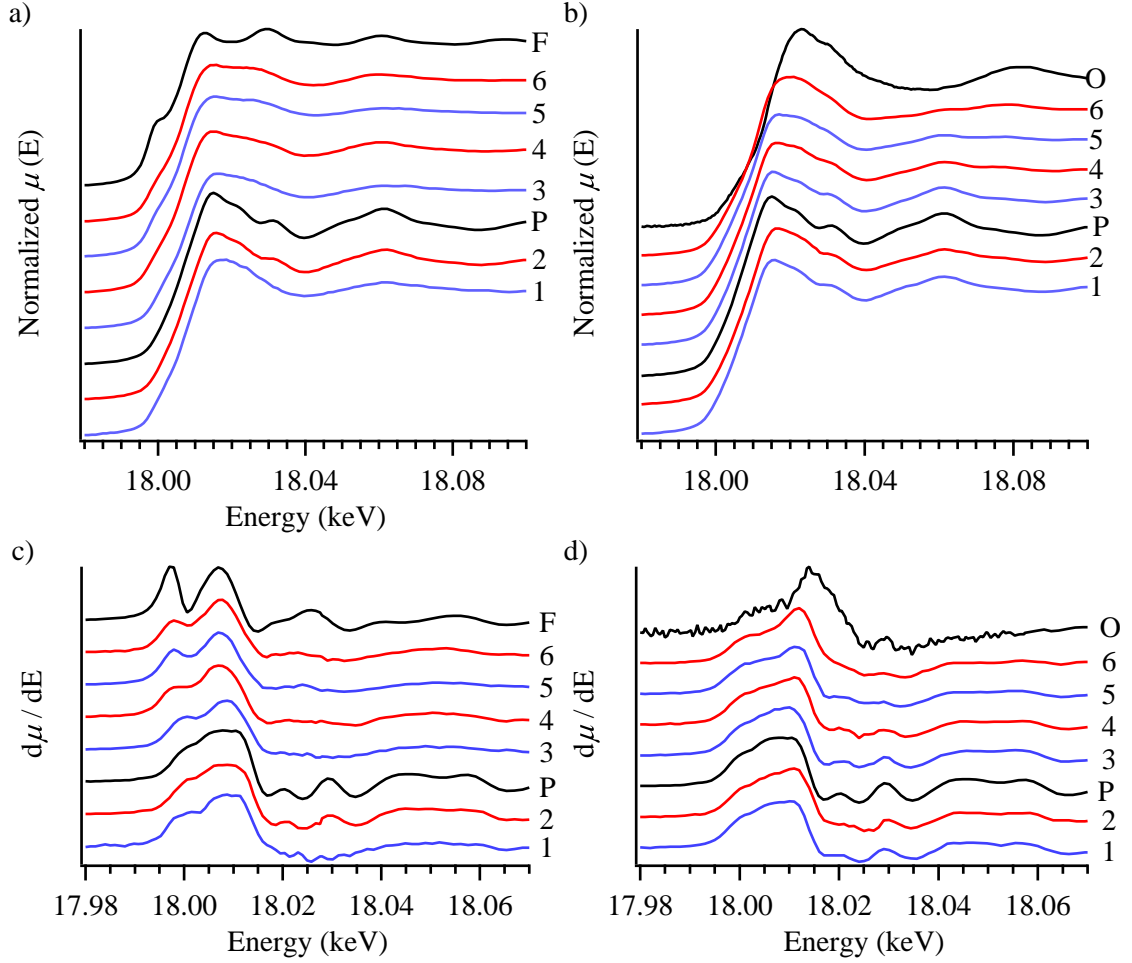 a)
Normalized μ (E)
F
6
5
4
3
P
2
1
18.00 18.04 18.08
Energy (keV)
b)
Normalized μ (E)
O
6
5
4
3
P
2
1
18.00 18.04 18.08
c)
dμ / dE
F
6
5
4
3
P
2
1
17.98 18.00 18.02 18.04 18.06
Energy (keV)
d)
dμ / dE
O
6
5
4
3
P
2
1
17.98 18.00 18.02 18.04 18.06
Energy (keV)